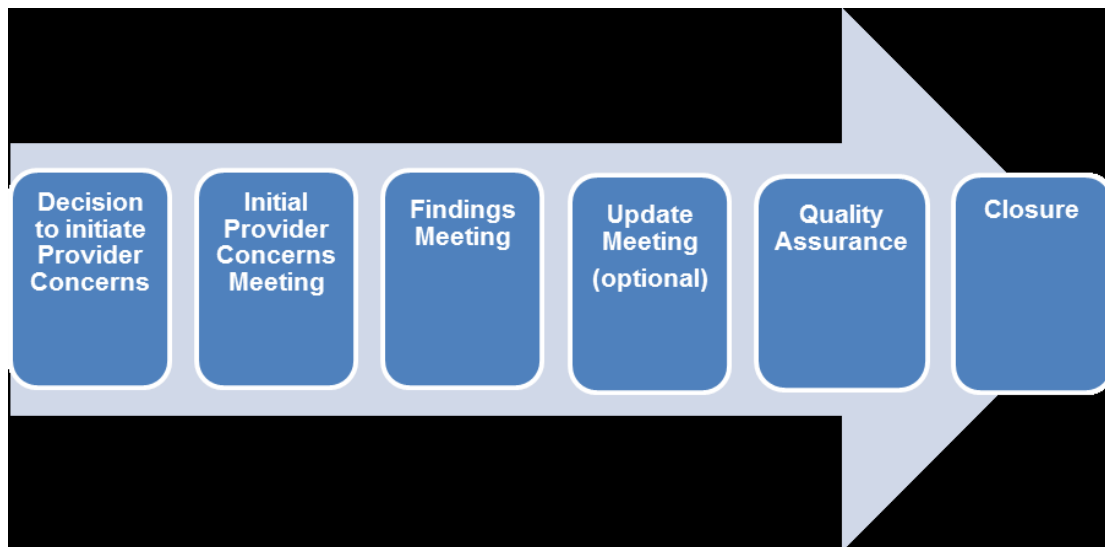 Decision
to initiate
Provider
Concerns
Initial
Provider
Concerns
Meeting
Findings
Meeting
Update
Meeting
(optional)
Quality
Assurance
Closure